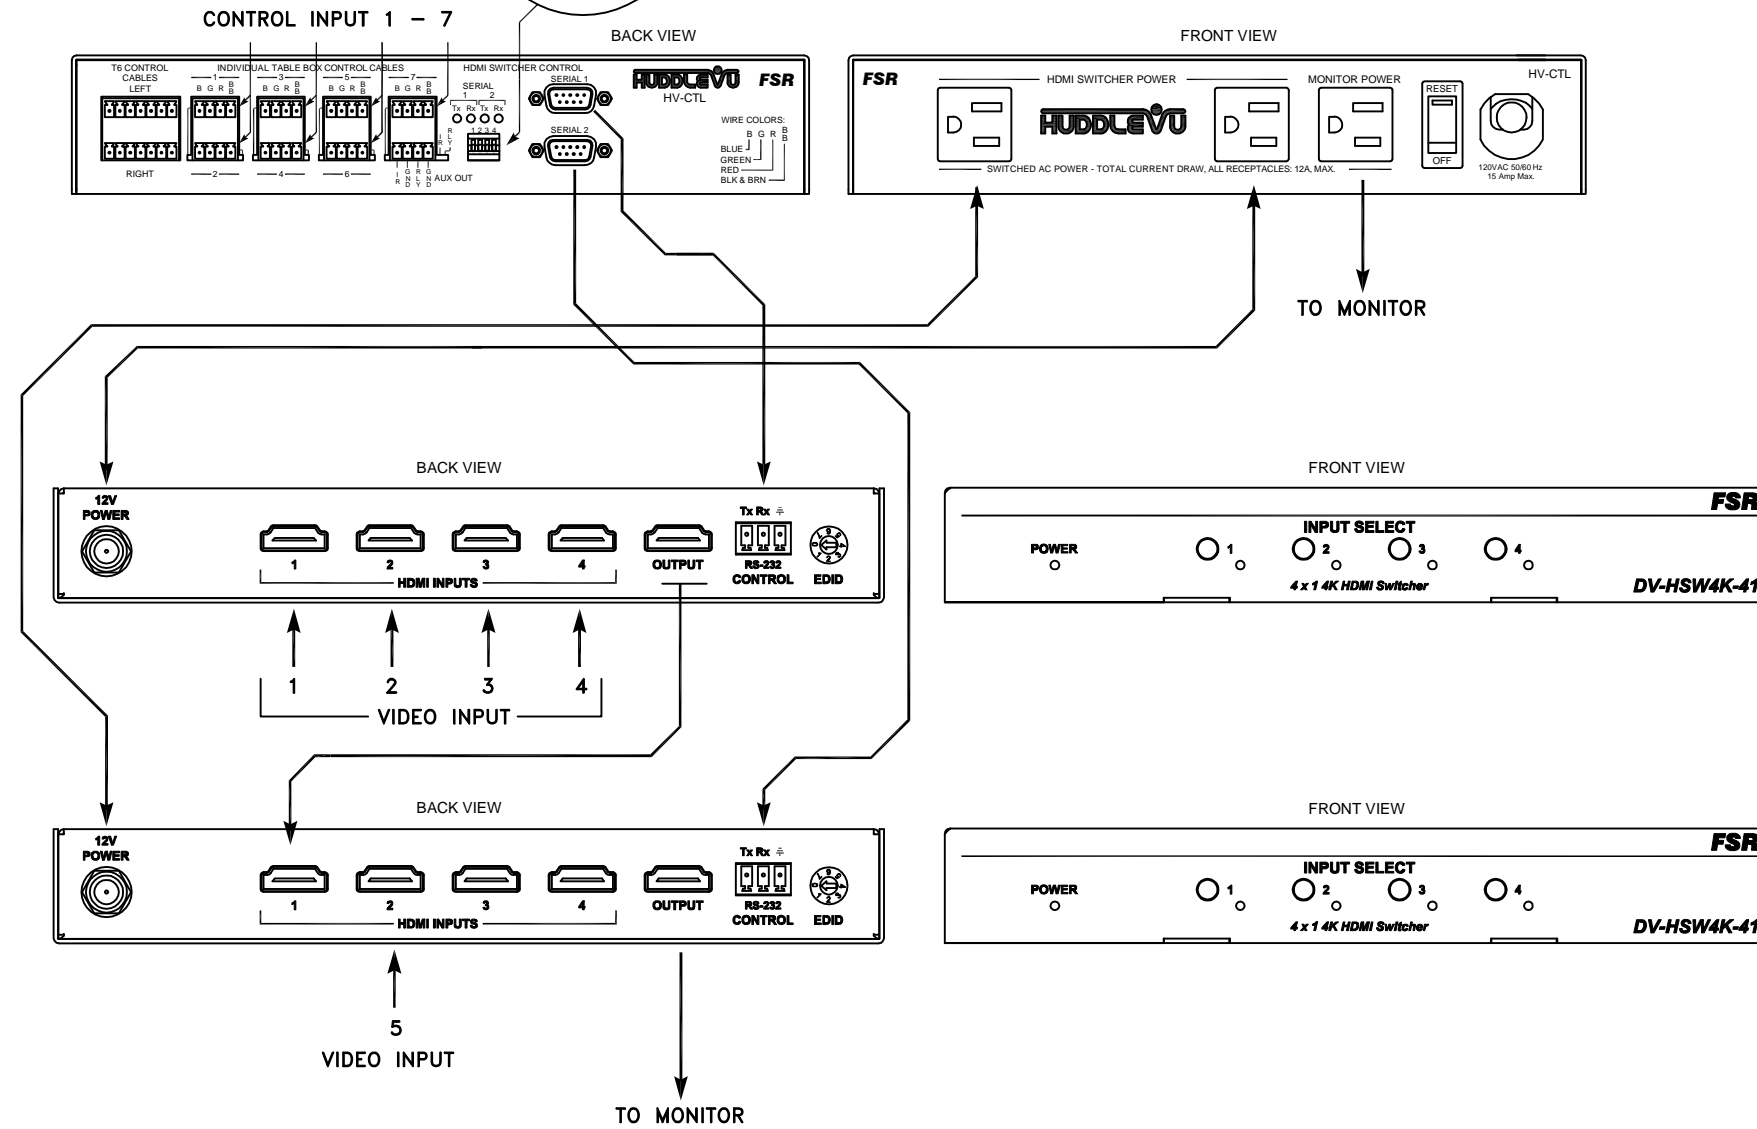 CONTROL INPUT 1 - 7
BACK VIEW
T6 CONTROL
CABLES
LEFT
RIGHT
INDIVIDUAL TABLE BOX CONTROL CABLES
1 3 5 7
B G R B B
B G R B B
B G R B B
B G R B B
2 4 6
IR
RLY
IR GND RLY GND
AUX OUT
HDMI SWITCHER CONTROL
SERIAL
1 2
Tx Rx Tx Rx
1 2 3 4
SERIAL 1
SERIAL 2
HUDDLEVU
HV-CTL
FSR
WIRE COLORS:
B G R B B
BLUE
GREEN
RED
BLK & BRN
FRONT VIEW
FSR
HDMI SWITCHER POWER
MONITOR POWER
HV-CTL
RESET
OFF
HUDDLEVU
120VAC 50/60 Hz
15 Amp Max.
SWITCHED AC POWER - TOTAL CURRENT DRAW, ALL RECEPTACLES: 12A, MAX.
TO MONITOR
BACK VIEW
12V
POWER
1 2 3 4
HDMI INPUTS
OUTPUT
Tx Rx
RS-232
CONTROL
EDID
1 2 3 4
VIDEO INPUT
FRONT VIEW
FSR
INPUT SELECT
POWER
1 2 3 4
4 x 1 4K HDMI Switcher
DV-HSW4K-41
BACK VIEW
12V
POWER
1 2 3 4
HDMI INPUTS
OUTPUT
Tx Rx
RS-232
CONTROL
EDID
5
VIDEO INPUT
TO MONITOR
FRONT VIEW
FSR
INPUT SELECT
POWER
1 2 3 4
4 x 1 4K HDMI Switcher
DV-HSW4K-41